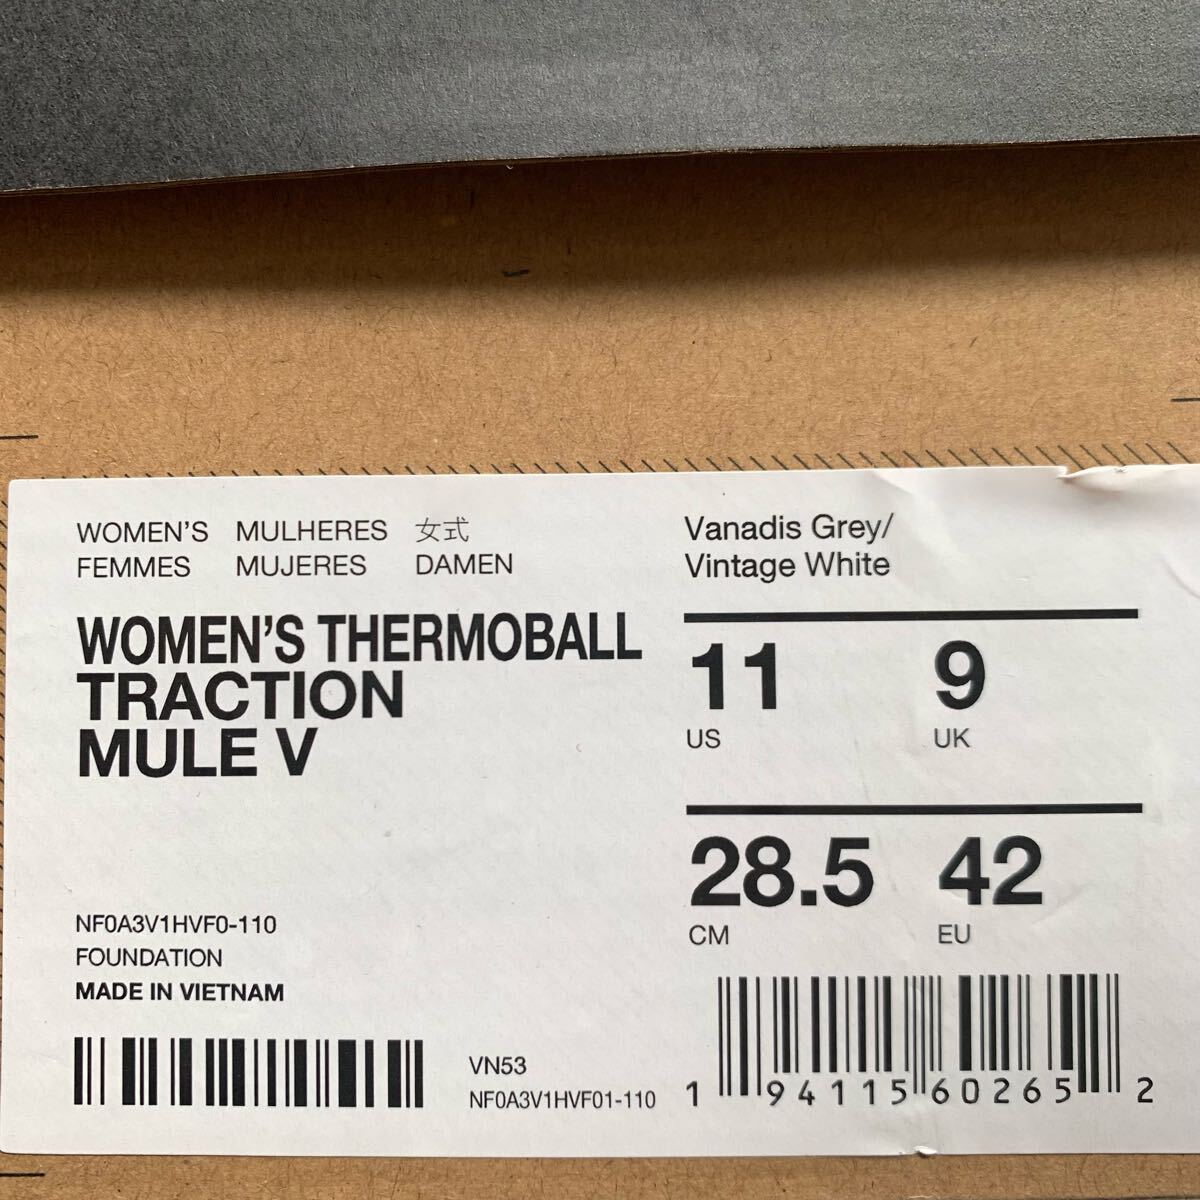 WOMEN'S MULHERES 女式
FEMMES MUJERES DAMEN
WOMEN'S THERMOBALL
TRACTION
MULE V
NF0A3V1HVF0-110
FOUNDATION
MADE IN VIETNAM
VN53
NF0A3V1HVF01-110
Vanadis Grey/
Vintage White
11 9
US UK
28.5 42
CM EU
1 94115 60265 2